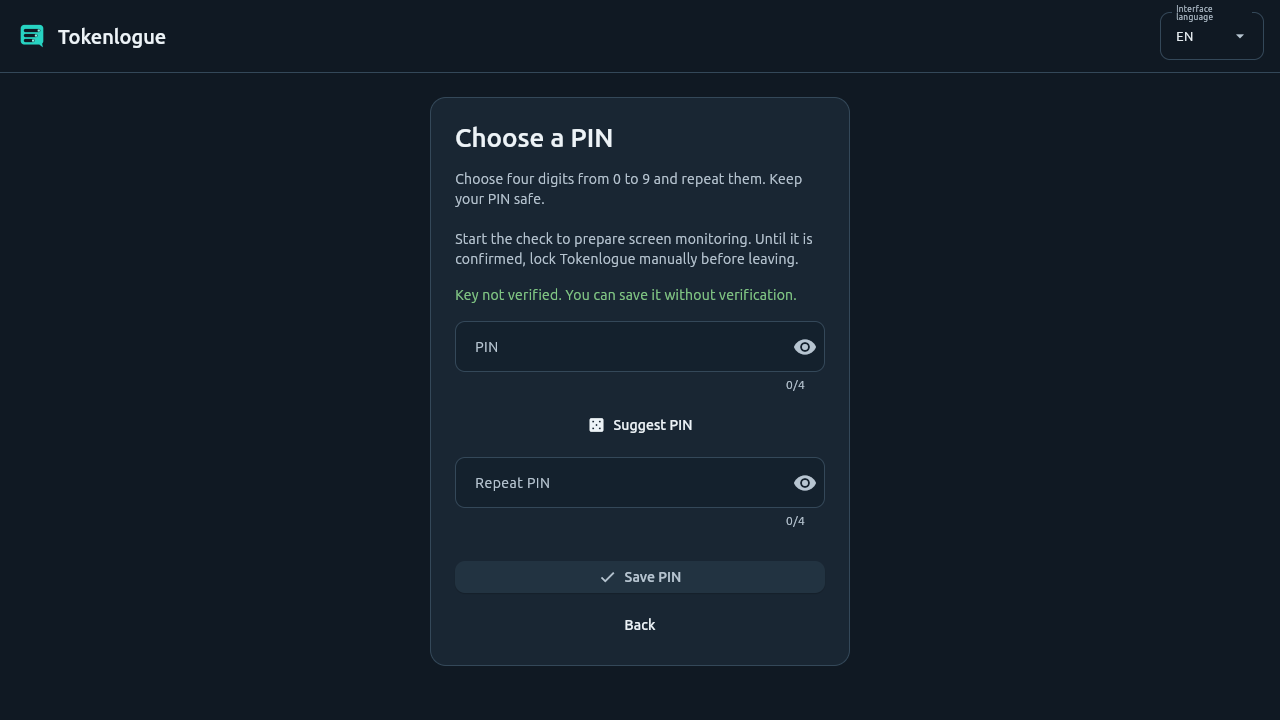 Tokenlogue
Interface
language
EN
Choose a PIN
Choose four digits from 0 to 9 and repeat them. Keep
your PIN safe.
Start the check to prepare screen monitoring. Until it is
confirmed, lock Tokenlogue manually before leaving.
Key not verified. You can save it without verification.
PIN
0/4
Suggest PIN
Repeat PIN
0/4
Save PIN
Back